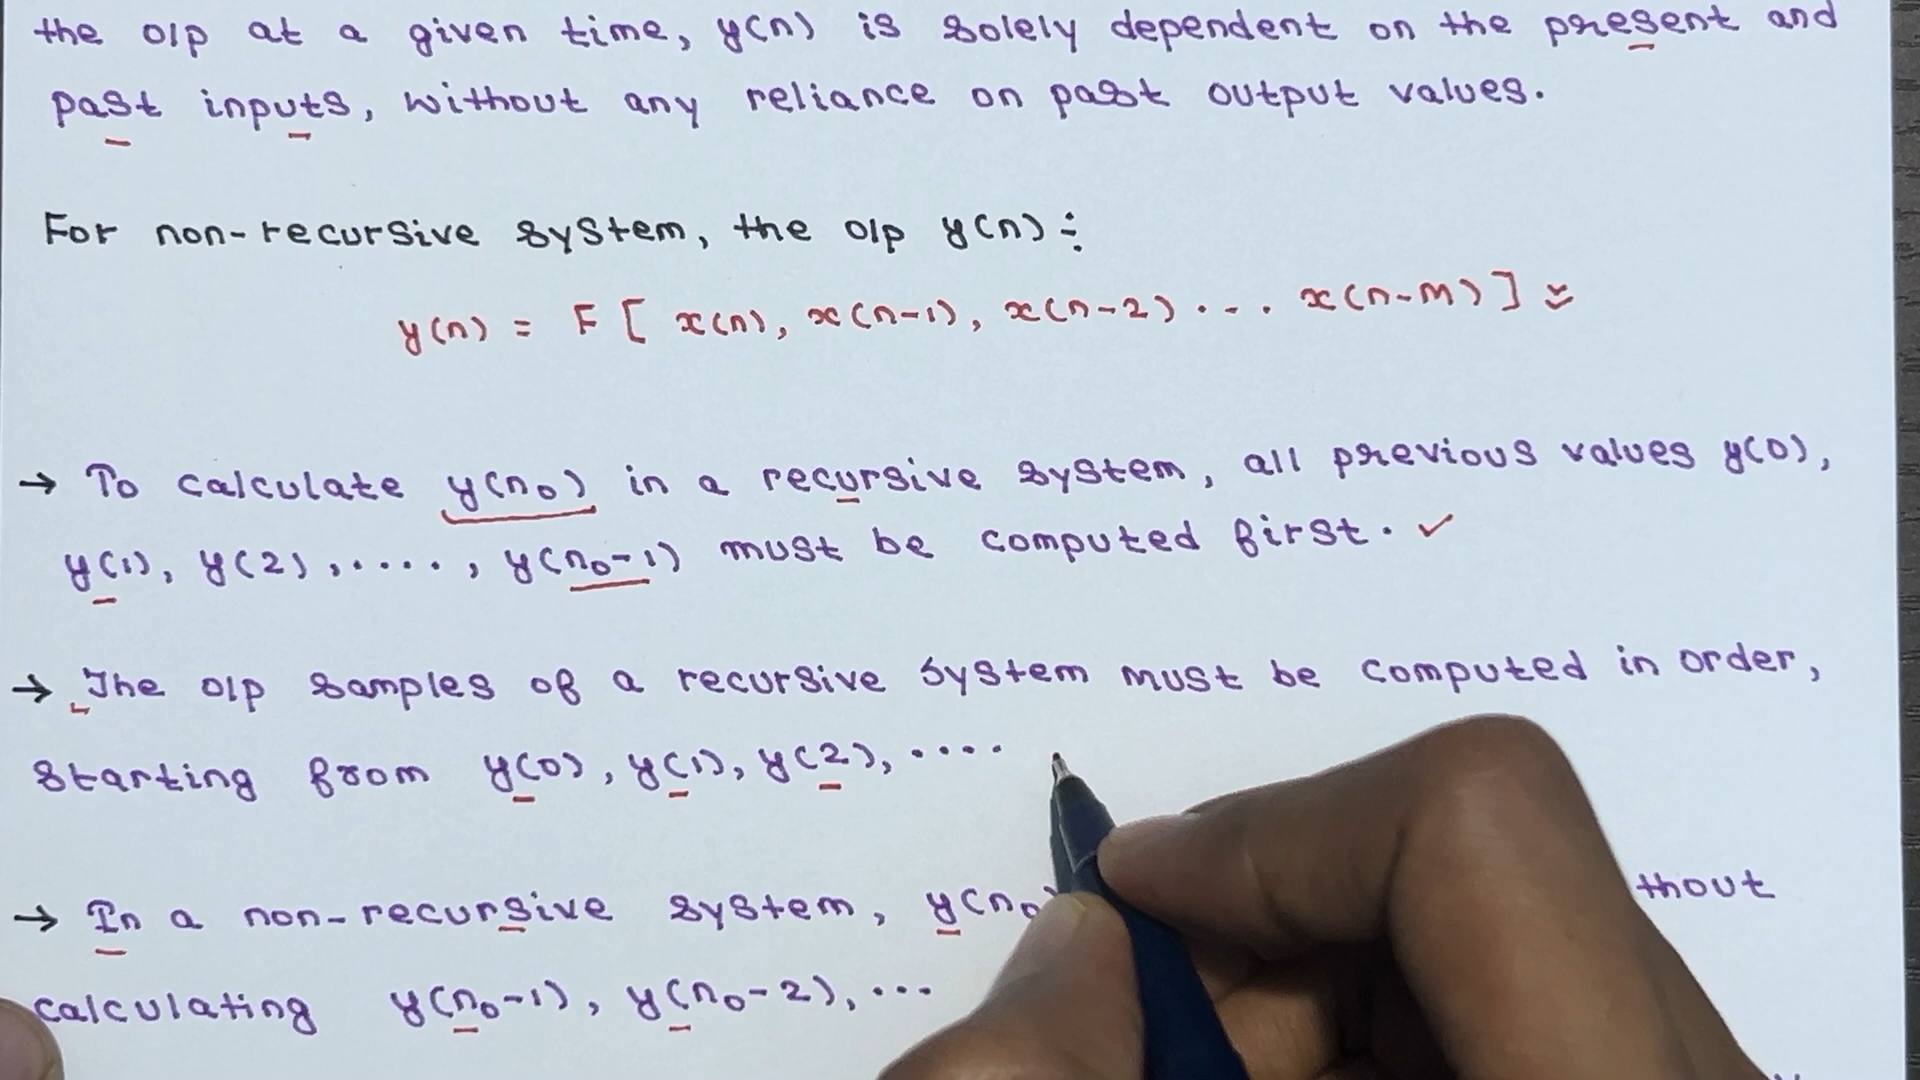 the o/p at a given time, y(n) is solely dependent on the present and
past inputs, without any reliance on past output values.
For non-recursive system, the o/p y(n) ÷
y(n) = F [ x(n), x(n-1), x(n-2) ... x(n-M) ]
→ To calculate y(n₀) in a recursive system, all previous values y(0),
y(1), y(2), ....., y(n₀-1) must be computed first. ✓
→ The o/p samples of a recursive system must be computed in order,
starting from y(0), y(1), y(2), ....
→ In a non-recursive system, y(n₀) thout
calculating y(n₀-1), y(n₀-2), ...